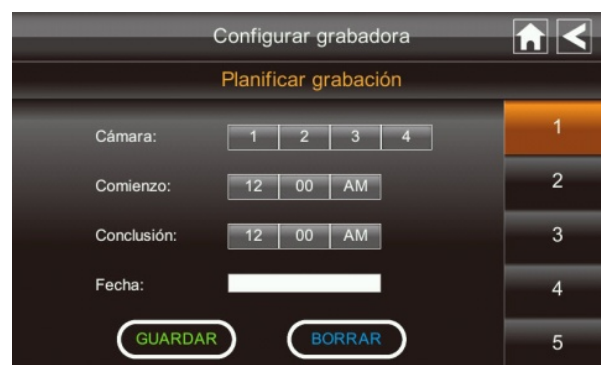 Configurar grabadora
Planificar grabación
Cámara: 1 2 3 4
Comienzo: 12 00 AM
Conclusión: 12 00 AM
Fecha:
GUARDAR BORRAR
1
2
3
4
5